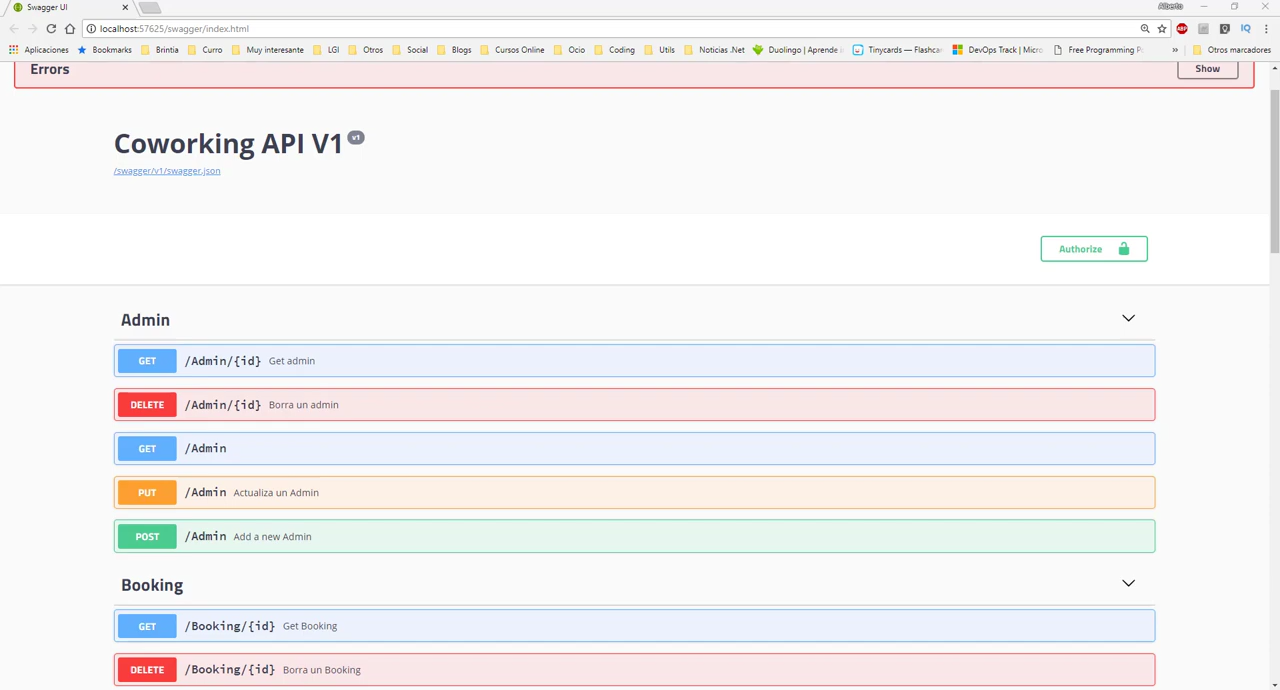 Swagger UI
Alberto
localhost:57625/swagger/index.html
ABP
IQ
Aplicaciones Bookmarks Brintia Curro Muy interesante LGI Otros Social Blogs Cursos Online Ocio Coding Utils Noticias .Net Duolingo | Aprende Tinycards — Flashca DevOps Track | Micro Free Programming » Otros marcadores
Errors Show
Coworking API V1 v1
/swagger/v1/swagger.json
Authorize
Admin
GET /Admin/{id} Get admin
DELETE /Admin/{id} Borra un admin
GET /Admin
PUT /Admin Actualiza un Admin
POST /Admin Add a new Admin
Booking
GET /Booking/{id} Get Booking
DELETE /Booking/{id} Borra un Booking